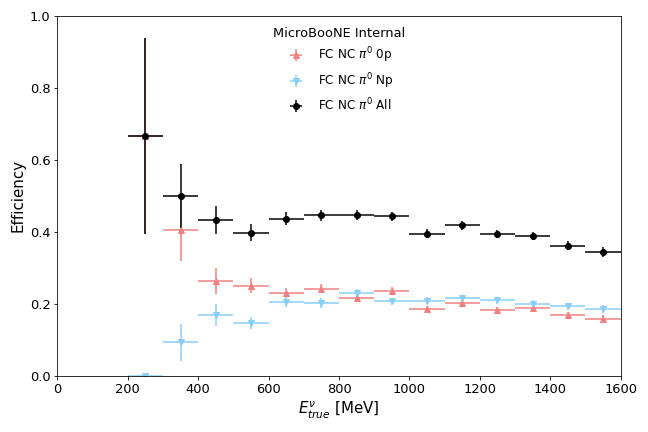 MicroBooNE Internal
FC NC π⁰ 0p
FC NC π⁰ Np
FC NC π⁰ All
Efficiency
1.0
0.8
0.6
0.4
0.2
0.0
0 200 400 600 800 1000 1200 1400 1600
E^ν_true [MeV]